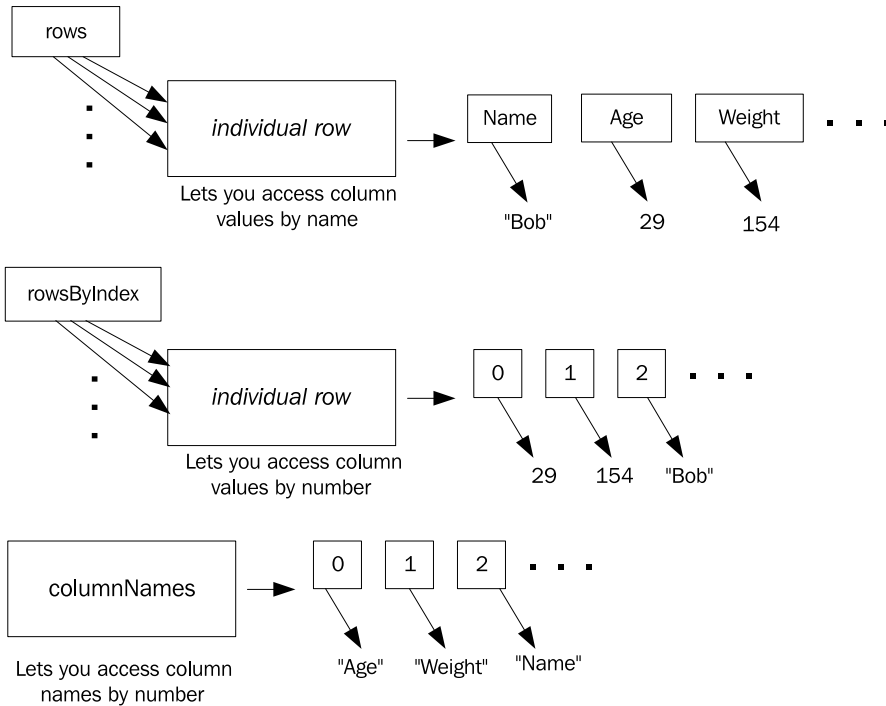 rows
individual row
Name Age Weight
Lets you access column
values by name
"Bob" 29 154
rowsByIndex
individual row
0 1 2
Lets you access column
values by number
29 154 "Bob"
columnNames
0 1 2
"Age" "Weight" "Name"
Lets you access column
names by number